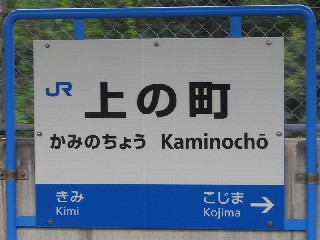 JR 上の町
かみのちょう Kaminochō
きみ こじま →
Kimi Kojima